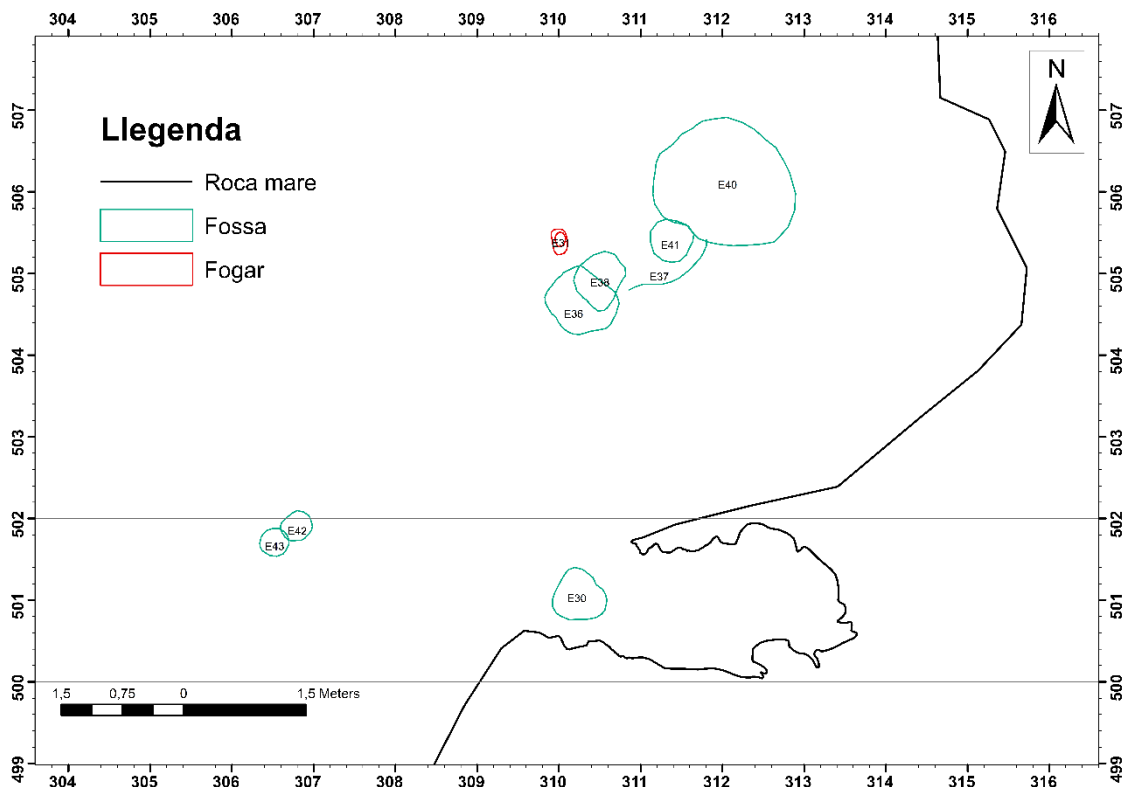 304 305 306 307 308 309 310 311 312 313 314 315 316
N
507 507
Llegenda
Roca mare
506 E40 506
Fossa
E31 E41
Fogar
505 E38 E37 505
E36
504 504
503 503
502 502
E42
E43
501 E30 501
500 500
1,5 0,75 0 1,5 Meters
499 499
304 305 306 307 308 309 310 311 312 313 314 315 316